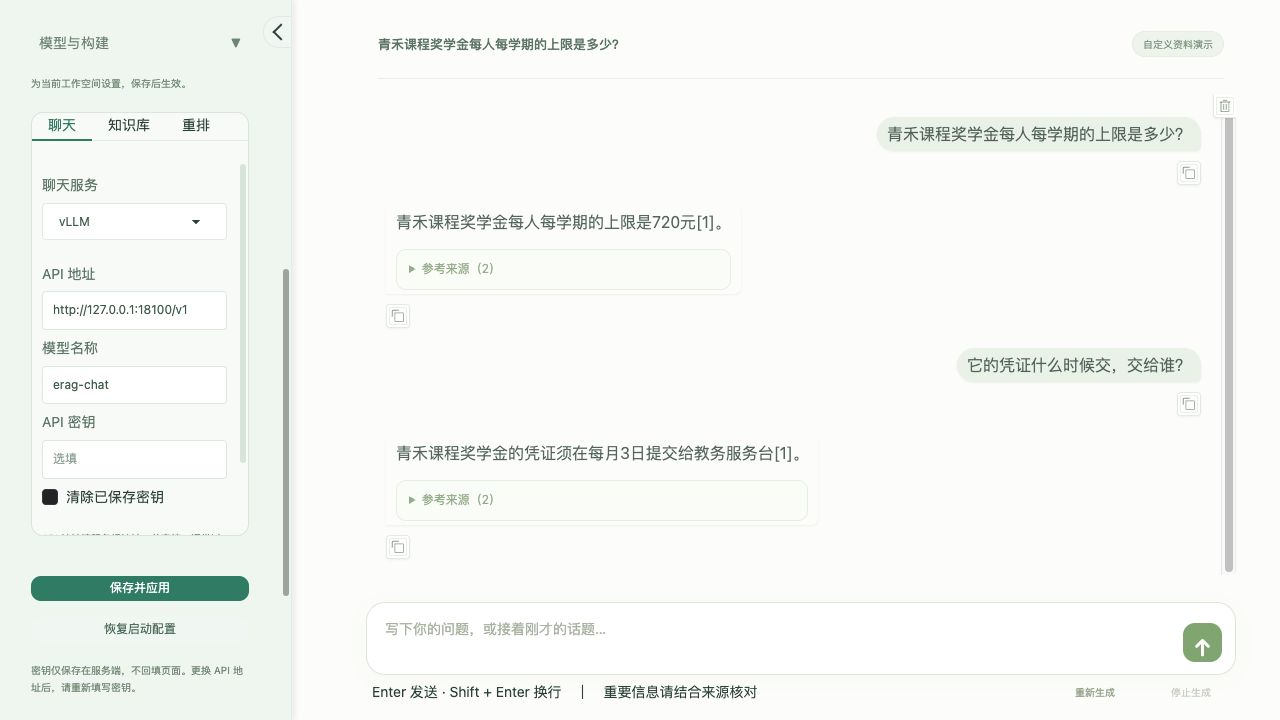 模型与构建
为当前工作空间设置，保存后生效。
聊天
知识库
重排
聊天服务
vLLM
API 地址
http://127.0.0.1:18100/v1
模型名称
erag-chat
API 密钥
选填
清除已保存密钥
保存并应用
恢复启动配置
密钥仅保存在服务端，不回填页面。更换 API 地
址后，请重新填写密钥。
青禾课程奖学金每人每学期的上限是多少?
自定义资料演示
青禾课程奖学金每人每学期的上限是多少?
青禾课程奖学金每人每学期的上限是720元[1]。
参考来源（2）
它的凭证什么时候交，交给谁?
青禾课程奖学金的凭证须在每月3日提交给教务服务台[1]。
参考来源（2）
写下你的问题，或接着刚才的话题...
Enter 发送 · Shift + Enter 换行 | 重要信息请结合来源核对
重新生成
停止生成